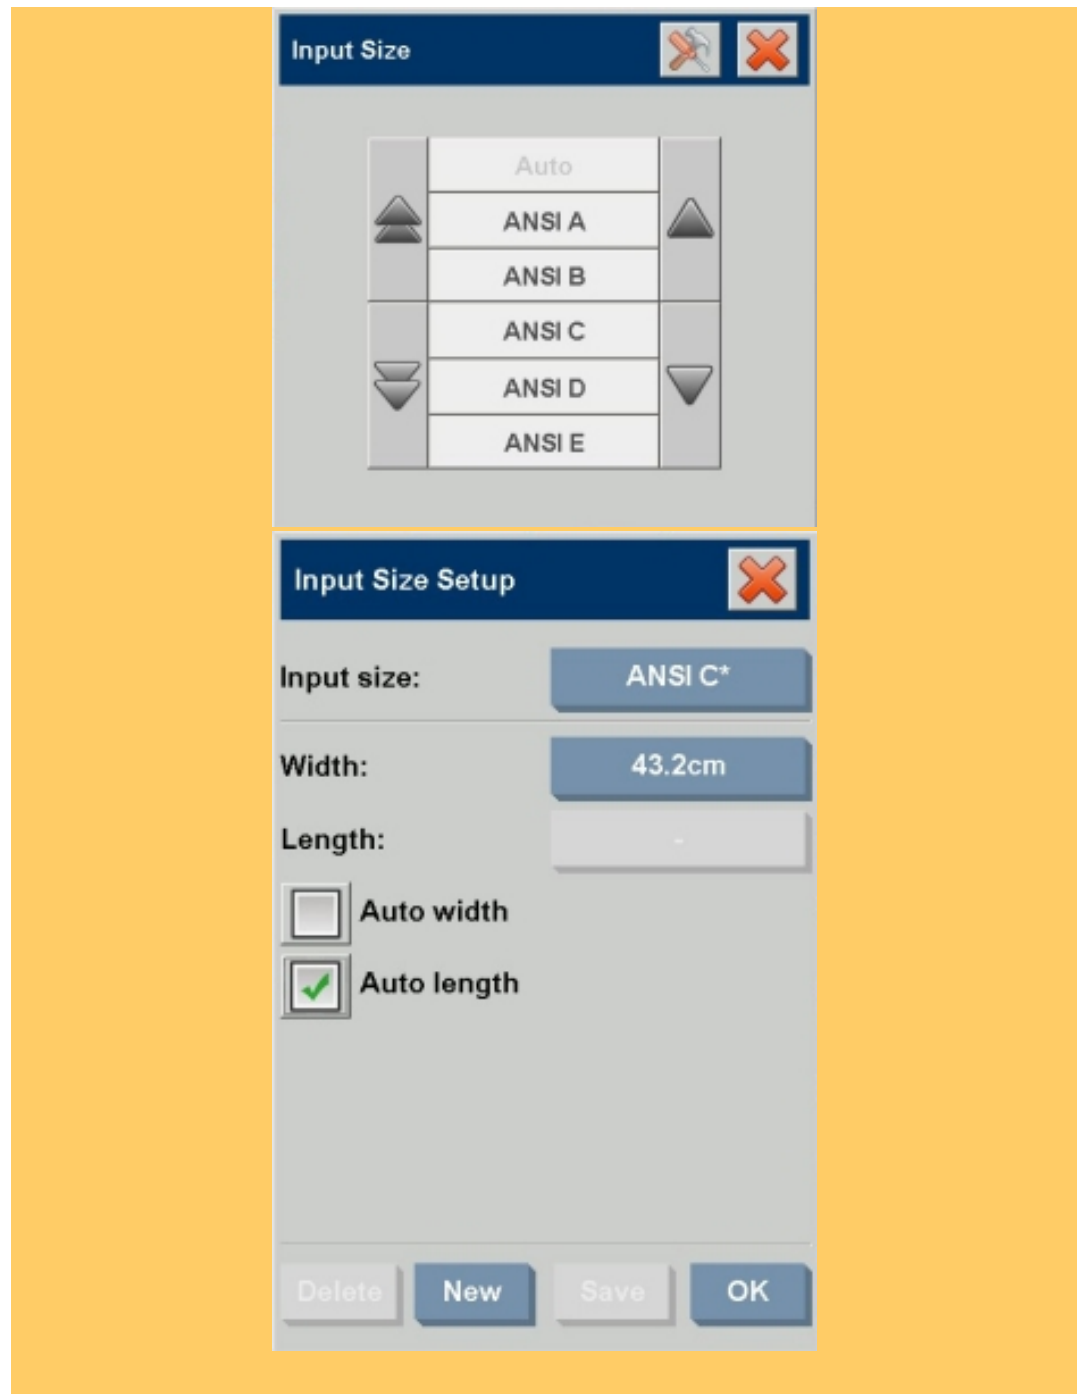 Input Size
Auto
ANSI A
ANSI B
ANSI C
ANSI D
ANSI E
Input Size Setup
Input size: ANSI C*
Width: 43.2cm
Length: -
Auto width
Auto length
Delete New Save OK